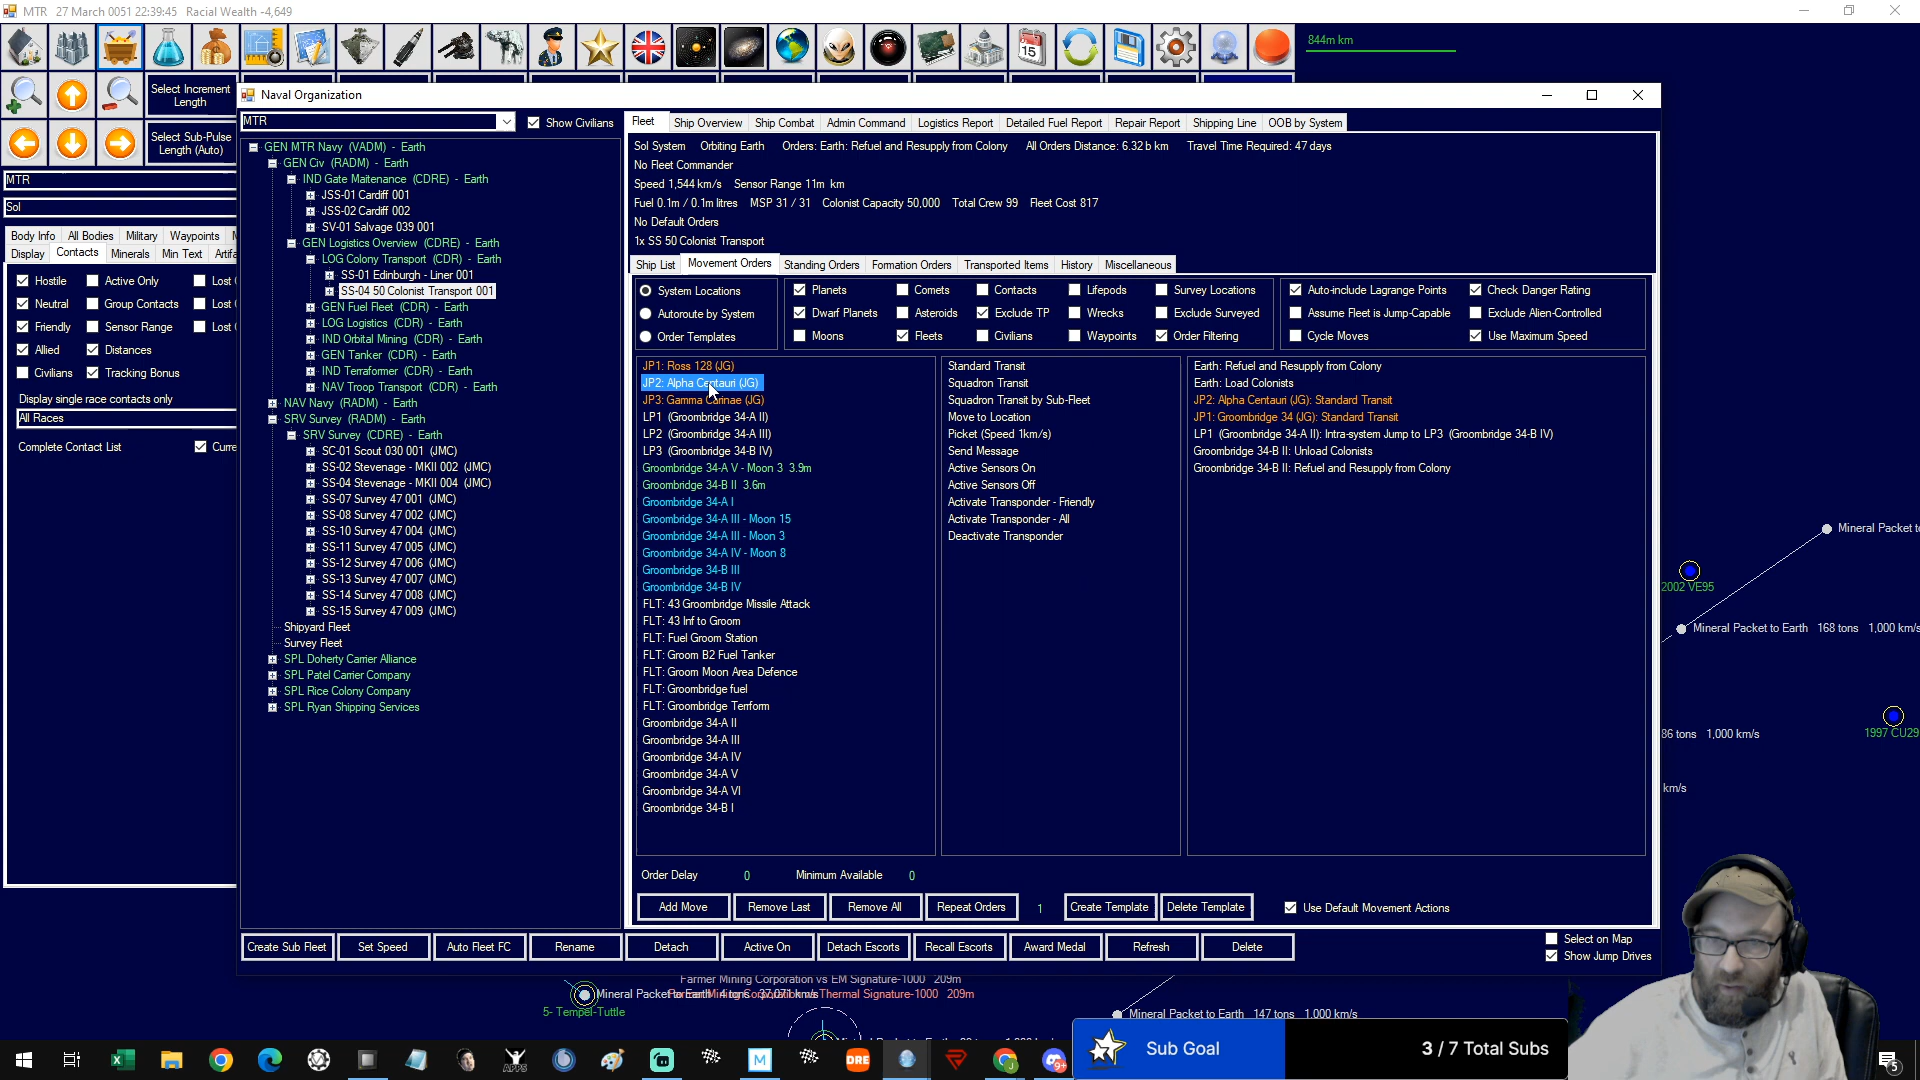 MTR   27 March 0051 22:39:45   Racial Wealth -4,649
844m km
Select Increment Length
Select Sub-Pulse Length (Auto)
MTR
Sol
Body Info   All Bodies   Military   Waypoints
Display   Contacts   Minerals   Min Text
Hostile   Active Only
Neutral   Group Contacts
Friendly   Sensor Range
Allied   Distances
Civilians   Tracking Bonus
Display single race contacts only
All Races
Complete Contact List
Naval Organization
MTR   Show Civilians
GEN MTR Navy (VADM) - Earth
GEN Civ (RADM) - Earth
IND Gate Maitenance (CDRE) - Earth
JSS-01 Cardiff 001
JSS-02 Cardiff 002
SV-01 Salvage 039 001
GEN Logistics Overview (CDRE) - Earth
LOG Colony Transport (CDR) - Earth
SS-01 Edinburgh - Liner 001
SS-04 50 Colonist Transport 001
GEN Fuel Fleet (CDR) - Earth
LOG Logistics (CDR) - Earth
IND Orbital Mining (CDR) - Earth
GEN Tanker (CDR) - Earth
IND Terraformer (CDR) - Earth
NAV Troop Transport (CDR) - Earth
NAV Navy (RADM) - Earth
SRV Survey (RADM) - Earth
SRV Survey (CDRE) - Earth
SC-01 Scout 030 001 (JMC)
SS-02 Stevenage - MKII 002 (JMC)
SS-04 Stevenage - MKII 004 (JMC)
SS-07 Survey 47 001 (JMC)
SS-08 Survey 47 002 (JMC)
SS-10 Survey 47 004 (JMC)
SS-11 Survey 47 005 (JMC)
SS-12 Survey 47 006 (JMC)
SS-13 Survey 47 007 (JMC)
SS-14 Survey 47 008 (JMC)
SS-15 Survey 47 009 (JMC)
Shipyard Fleet
Survey Fleet
SPL Doherty Carrier Alliance
SPL Patel Carrier Company
SPL Rice Colony Company
SPL Ryan Shipping Services
Fleet   Ship Overview   Ship Combat   Admin Command   Logistics Report   Detailed Fuel Report   Repair Report   Shipping Line   OOB by System
Sol System   Orbiting Earth   Orders: Earth: Refuel and Resupply from Colony   All Orders Distance: 6.32 b km   Travel Time Required: 47 days
No Fleet Commander
Speed 1,544 km/s   Sensor Range 11m km
Fuel 0.1m / 0.1m litres   MSP 31 / 31   Colonist Capacity 50,000   Total Crew 99   Fleet Cost 817
No Default Orders
1x SS 50 Colonist Transport
Ship List   Movement Orders   Standing Orders   Formation Orders   Transported Items   History   Miscellaneous
System Locations   Planets   Comets   Contacts   Lifepods   Survey Locations   Auto-include Lagrange Points   Check Danger Rating
Autoroute by System   Dwarf Planets   Asteroids   Exclude TP   Wrecks   Exclude Surveyed   Assume Fleet is Jump-Capable   Exclude Alien-Controlled
Order Templates   Moons   Fleets   Civilians   Waypoints   Order Filtering   Cycle Moves   Use Maximum Speed
JP1: Ross 128 (JG)
JP2: Alpha Centauri (JG)
JP3: Gamma Carinae (JG)
LP1 (Groombridge 34-A II)
LP2 (Groombridge 34-A III)
LP3 (Groombridge 34-B IV)
Groombridge 34-A V - Moon 3  3.9m
Groombridge 34-B II  3.6m
Groombridge 34-A I
Groombridge 34-A III - Moon 15
Groombridge 34-A III - Moon 3
Groombridge 34-A IV - Moon 8
Groombridge 34-B III
Groombridge 34-B IV
FLT: 43 Groombridge Missile Attack
FLT: 43 Inf to Groom
FLT: Fuel Groom Station
FLT: Groom B2 Fuel Tanker
FLT: Groom Moon Area Defence
FLT: Groombridge fuel
FLT: Groombridge Terrform
Groombridge 34-A II
Groombridge 34-A III
Groombridge 34-A IV
Groombridge 34-A V
Groombridge 34-A VI
Groombridge 34-B I
Standard Transit
Squadron Transit
Squadron Transit by Sub-Fleet
Move to Location
Picket (Speed 1km/s)
Send Message
Active Sensors On
Active Sensors Off
Activate Transponder - Friendly
Activate Transponder - All
Deactivate Transponder
Earth: Refuel and Resupply from Colony
Earth: Load Colonists
JP2: Alpha Centauri (JG): Standard Transit
JP1: Groombridge 34 (JG): Standard Transit
LP1 (Groombridge 34-A II): Intra-system Jump to LP3 (Groombridge 34-B IV)
Groombridge 34-B II: Unload Colonists
Groombridge 34-B II: Refuel and Resupply from Colony
Order Delay   0   Minimum Available   0
Add Move   Remove Last   Remove All   Repeat Orders   1   Create Template   Delete Template   Use Default Movement Actions
Create Sub Fleet   Set Speed   Auto Fleet FC   Rename   Detach   Active On   Detach Escorts   Recall Escorts   Award Medal   Refresh   Delete
Select on Map
Show Jump Drives
Mineral Packet to
2002 VE95
Mineral Packet to Earth   168 tons   1,000 km/s
1997 CU29
86 tons   1,000 km/s
km/s
Farmer Mining Corporation vs EM Signature-1000   209m
Thermal Signature-1000   209m
5- Tempel-Tuttle
Mineral Packet to Earth   147 tons   1,000 km/s
Sub Goal   3 / 7 Total Subs